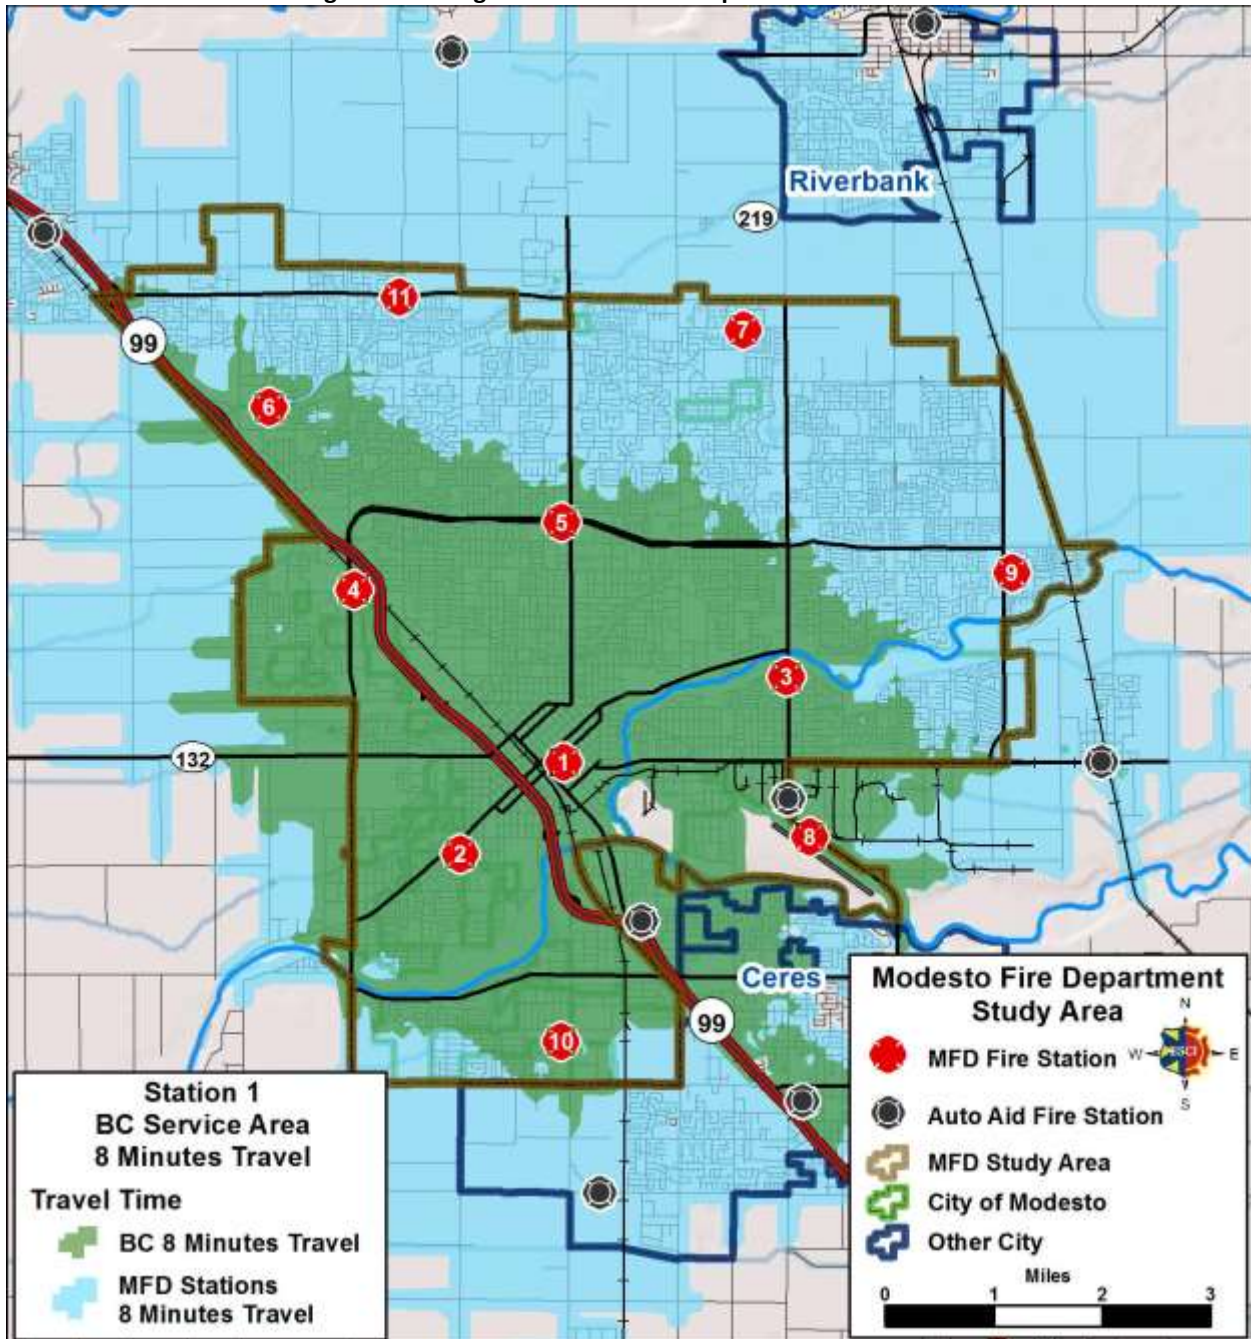 Riverbank
219
11
7
99
6
5
9
4
3
132
1
8
2
Ceres
99
10
Station 1
BC Service Area
8 Minutes Travel
Travel Time
BC 8 Minutes Travel
MFD Stations
8 Minutes Travel
Modesto Fire Department
Study Area
N
W
ESCI
E
S
MFD Fire Station
Auto Aid Fire Station
MFD Study Area
City of Modesto
Other City
Miles
0 1 2 3